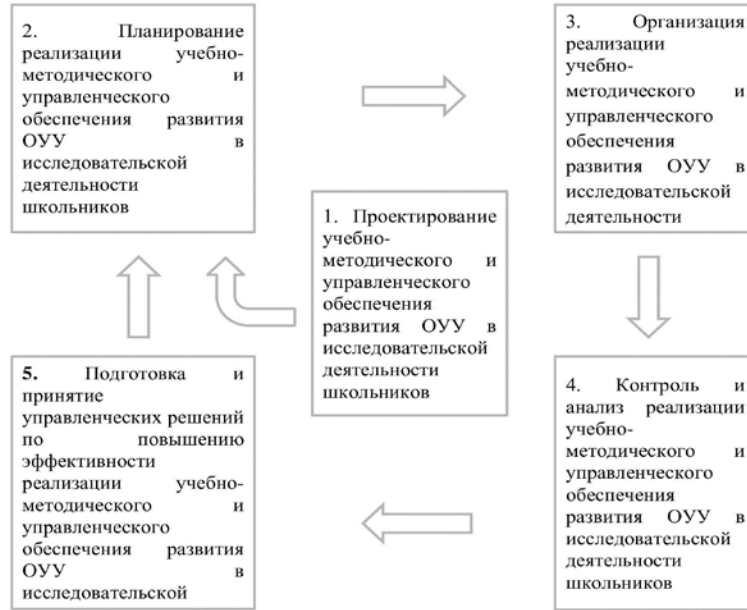 2. Планирование
реализации учебно-
методического и
управленческого
обеспечения развития
ОУУ в
исследовательской
деятельности
школьников
3. Организация
реализации
учебно-
методического и
управленческого
обеспечения
развития ОУУ в
исследовательской
деятельности
1. Проектирование
учебно-
методического и
управленческого
обеспечения
развития ОУУ в
исследовательской
деятельности
школьников
4. Контроль и
анализ реализации
учебно-
методического и
управленческого
обеспечения
развития ОУУ в
исследовательской
деятельности
школьников
5. Подготовка и
принятие
управленческих решений
по повышению
эффективности
реализации учебно-
методического и
управленческого
обеспечения развития
ОУУ в
исследовательской